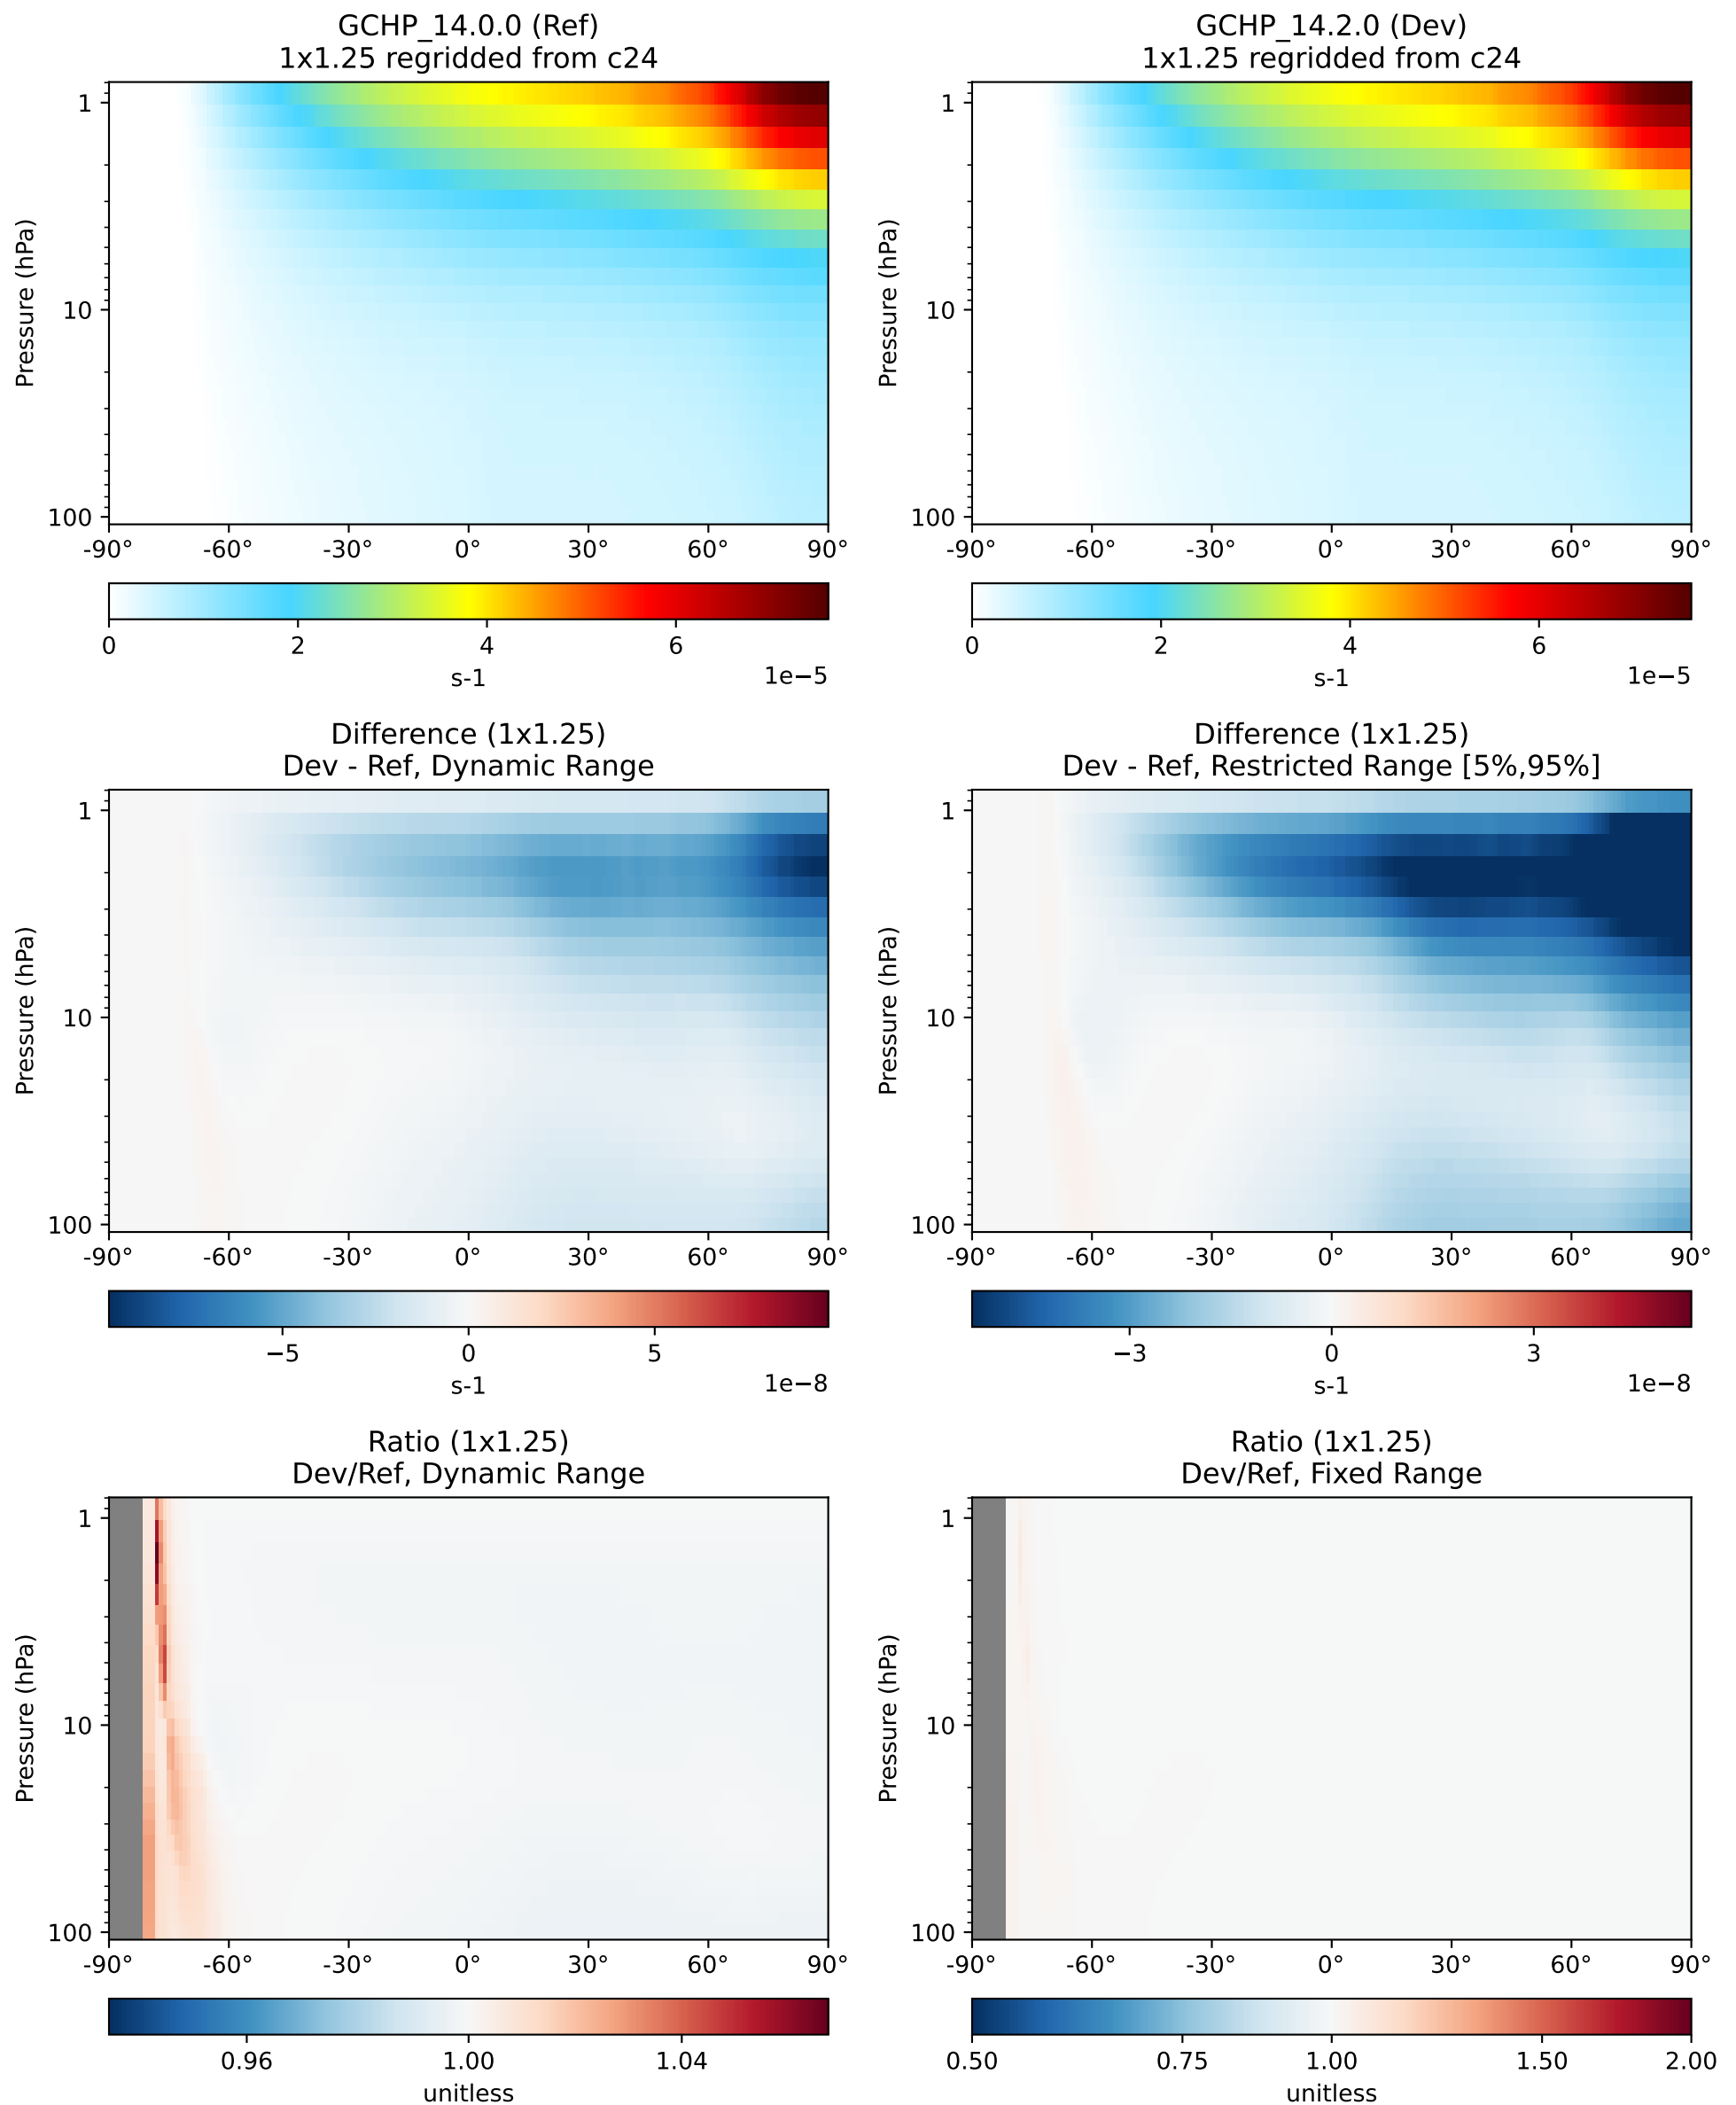 GCHP_14.0.0 (Ref)
1x1.25 regridded from c24
Pressure (hPa)
1
10
100
-90° -60° -30° 0° 30° 60° 90°
0 2 4 6
s-1
1e−5
GCHP_14.2.0 (Dev)
1x1.25 regridded from c24
Pressure (hPa)
1
10
100
-90° -60° -30° 0° 30° 60° 90°
0 2 4 6
s-1
1e−5
Difference (1x1.25)
Dev - Ref, Dynamic Range
Pressure (hPa)
1
10
100
-90° -60° -30° 0° 30° 60° 90°
−5 0 5
s-1
1e−8
Difference (1x1.25)
Dev - Ref, Restricted Range [5%,95%]
Pressure (hPa)
1
10
100
-90° -60° -30° 0° 30° 60° 90°
−3 0 3
s-1
1e−8
Ratio (1x1.25)
Dev/Ref, Dynamic Range
Pressure (hPa)
1
10
100
-90° -60° -30° 0° 30° 60° 90°
0.96 1.00 1.04
unitless
Ratio (1x1.25)
Dev/Ref, Fixed Range
Pressure (hPa)
1
10
100
-90° -60° -30° 0° 30° 60° 90°
0.50 0.75 1.00 1.50 2.00
unitless